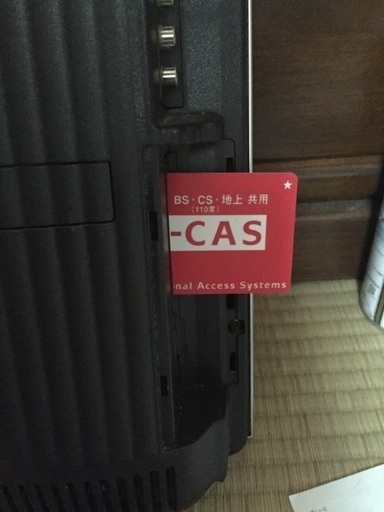 BS・CS・地上 共用
(110度)
-CAS
nal Access Systems